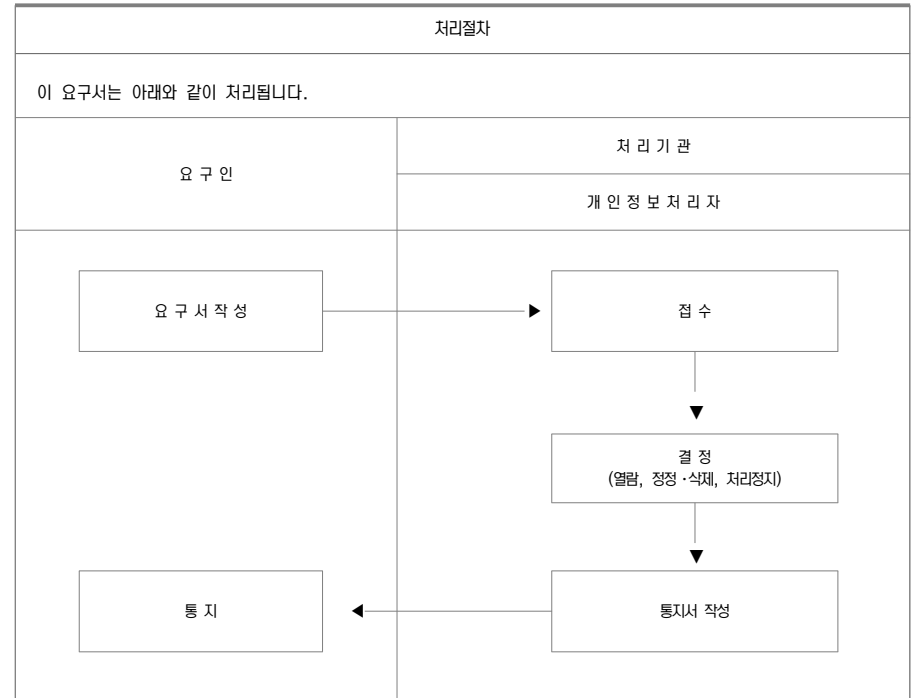 처리절차
이 요구서는 아래와 같이 처리됩니다.
요 구 인
처 리 기 관
개 인 정 보 처 리 자
요 구 서 작 성
접 수
결 정
(열람, 정정 · 삭제, 처리정지)
통 지
통지서 작성